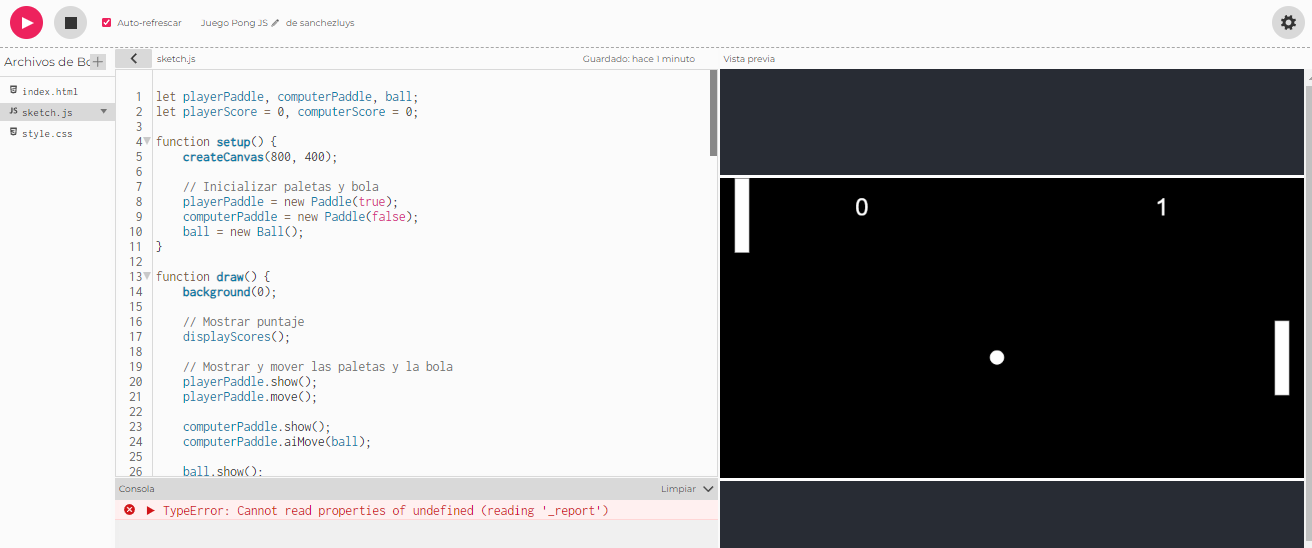 Auto-refrescar Juego Pong JS de sanchezluys
Archivos de Bo
sketch.js Guardado: hace 1 minuto Vista previa
index.html
sketch.js
style.css
1 let playerPaddle, computerPaddle, ball;
2 let playerScore = 0, computerScore = 0;
3
4 function setup() {
5 createCanvas(800, 400);
6
7 // Inicializar paletas y bola
8 playerPaddle = new Paddle(true);
9 computerPaddle = new Paddle(false);
10 ball = new Ball();
11 }
12
13 function draw() {
14 background(0);
15
16 // Mostrar puntaje
17 displayScores();
18
19 // Mostrar y mover las paletas y la bola
20 playerPaddle.show();
21 playerPaddle.move();
22
23 computerPaddle.show();
24 computerPaddle.aiMove(ball);
25
26 ball.show();
0 1
Consola Limpiar
TypeError: Cannot read properties of undefined (reading '_report')